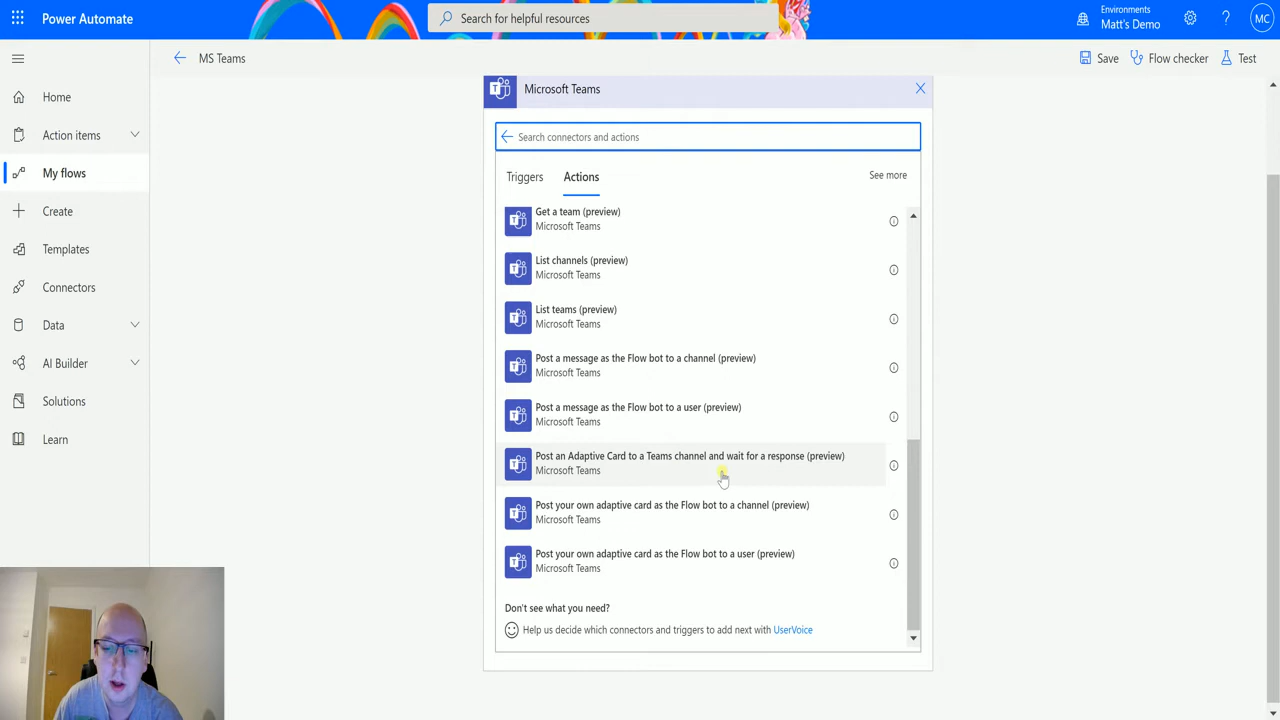 Power Automate
Search for helpful resources
Environments
Matt's Demo
MC
MS Teams
Save
Flow checker
Test
Home
Action items
My flows
Create
Templates
Connectors
Data
AI Builder
Solutions
Learn
Microsoft Teams
Search connectors and actions
Triggers
Actions
See more
Get a team (preview)
Microsoft Teams
List channels (preview)
Microsoft Teams
List teams (preview)
Microsoft Teams
Post a message as the Flow bot to a channel (preview)
Microsoft Teams
Post a message as the Flow bot to a user (preview)
Microsoft Teams
Post an Adaptive Card to a Teams channel and wait for a response (preview)
Microsoft Teams
Post your own adaptive card as the Flow bot to a channel (preview)
Microsoft Teams
Post your own adaptive card as the Flow bot to a user (preview)
Microsoft Teams
Don't see what you need?
Help us decide which connectors and triggers to add next with UserVoice